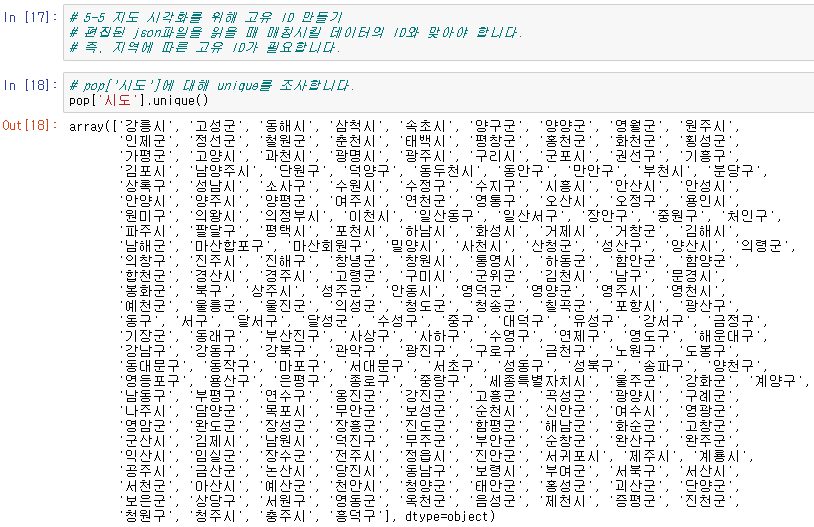 In [17]: # 5-5 지도 시각화를 위해 고유 ID 만들기
# 편집된 json파일을 읽을 때 매칭시킬 데이터의 ID와 맞아야 합니다.
# 즉, 지역에 따른 고유 ID가 필요합니다.
In [18]: # pop['시도']에 대해 unique를 조사합니다.
pop['시도'].unique()
Out[18]: array(['강릉시', '고성군', '동해시', '삼척시', '속초시', '양구군', '양양군', '영월군', '원주시',
'인제군', '정선군', '철원군', '춘천시', '태백시', '평창군', '홍천군', '화천군', '횡성군',
'가평군', '고양시', '과천시', '광명시', '광주시', '구리시', '군포시', '권선구', '기흥구',
'김포시', '남양주시', '단원구', '덕양구', '동두천시', '동안구', '만안구', '부천시', '분당구',
'상록구', '성남시', '소사구', '수원시', '수정구', '수지구', '시흥시', '안산시', '안성시',
'안양시', '양주시', '양평군', '여주시', '연천군', '영통구', '오산시', '오정구', '용인시',
'원미구', '의왕시', '의정부시', '이천시', '일산동구', '일산서구', '장안구', '중원구', '처인구',
'파주시', '팔달구', '평택시', '포천시', '하남시', '화성시', '거제시', '거창군', '김해시',
'남해군', '마산합포구', '마산회원구', '밀양시', '사천시', '산청군', '성산구', '양산시', '의령군',
'의창구', '진주시', '진해구', '창녕군', '창원시', '통영시', '하동군', '함안군', '함양군',
'합천군', '경산시', '경주시', '고령군', '구미시', '군위군', '김천시', '남구', '문경시',
'봉화군', '북구', '상주시', '성주군', '안동시', '영덕군', '영양군', '영주시', '영천시',
'예천군', '울릉군', '울진군', '의성군', '청도군', '청송군', '칠곡군', '포항시', '광산구',
'동구', '서구', '달서구', '달성군', '수성구', '중구', '대덕구', '유성구', '강서구', '금정구',
'기장군', '동래구', '부산진구', '사상구', '사하구', '수영구', '연제구', '영도구', '해운대구',
'강남구', '강동구', '강북구', '관악구', '광진구', '구로구', '금천구', '노원구', '도봉구',
'동대문구', '동작구', '마포구', '서대문구', '서초구', '성동구', '성북구', '송파구', '양천구',
'영등포구', '용산구', '은평구', '종로구', '중랑구', '세종특별자치시', '울주군', '강화군', '계양구',
'남동구', '부평구', '연수구', '옹진군', '강진군', '고흥군', '곡성군', '광양시', '구례군',
'나주시', '담양군', '목포시', '무안군', '보성군', '순천시', '신안군', '여수시', '영광군',
'영암군', '완도군', '장성군', '장흥군', '진도군', '함평군', '해남군', '화순군', '고창군',
'군산시', '김제시', '남원시', '덕진구', '무주군', '부안군', '순창군', '완산구', '완주군',
'익산시', '임실군', '장수군', '전주시', '정읍시', '진안군', '서귀포시', '제주시', '계룡시',
'공주시', '금산군', '논산시', '당진시', '동남구', '보령시', '부여군', '서북구', '서산시',
'서천군', '아산시', '예산군', '천안시', '청양군', '태안군', '홍성군', '괴산군', '단양군',
'보은군', '상당구', '서원구', '영동군', '옥천군', '음성군', '제천시', '증평군', '진천군',
'청원구', '청주시', '충주시', '흥덕구'], dtype=object)